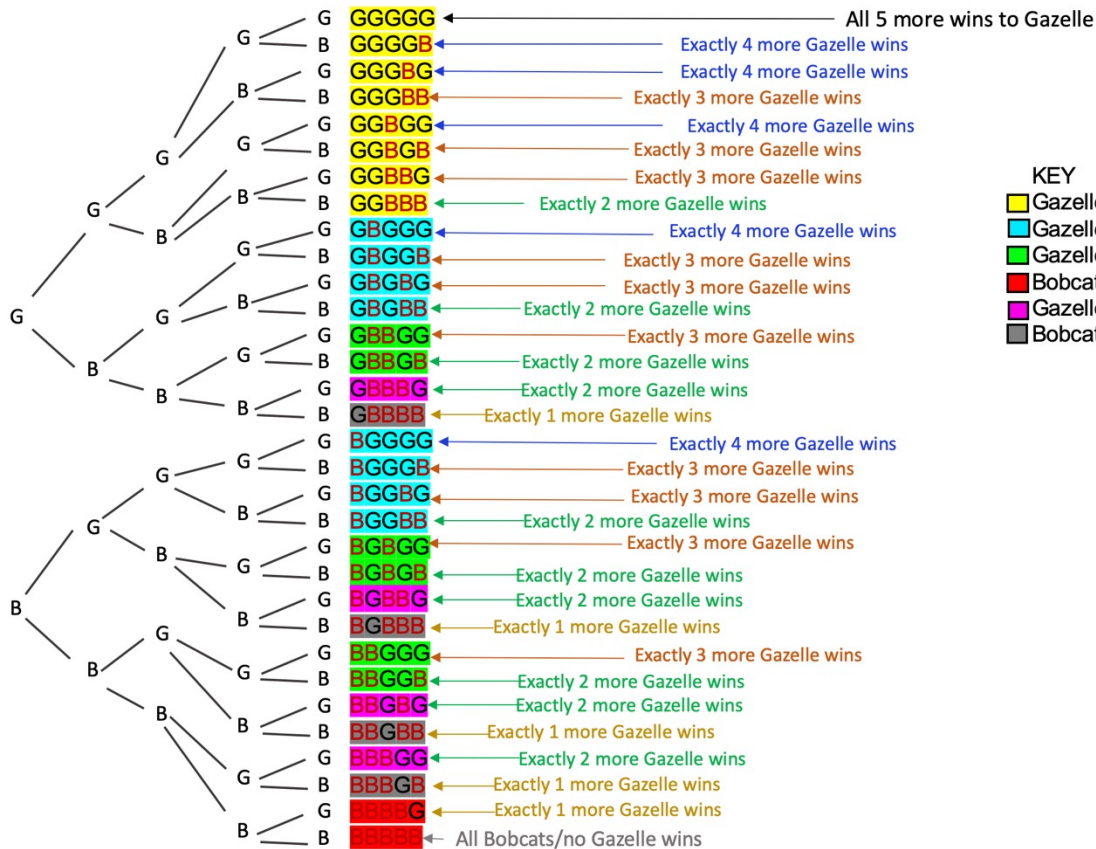 G GGGGG All 5 more wins to Gazelle
G
B GGGGB Exactly 4 more Gazelle wins
G GGGBG Exactly 4 more Gazelle wins
B
B GGGBB Exactly 3 more Gazelle wins
G GGBGG Exactly 4 more Gazelle wins
G
B GGBGB Exactly 3 more Gazelle wins
G
G GGBBG Exactly 3 more Gazelle wins
KEY
B
B GGBBB Exactly 2 more Gazelle wins
Gazelle
G
G GBGGG Exactly 4 more Gazelle wins
Gazelle
B
G
B GBGGB Exactly 3 more Gazelle wins
Gazelle
G GBGBG Exactly 3 more Gazelle wins
Bobcat
B
B GBGBB Exactly 2 more Gazelle wins
Gazelle
G
G
G GBBGG Exactly 3 more Gazelle wins
Bobcat
G
B GBBGB Exactly 2 more Gazelle wins
B
G GBBBG Exactly 2 more Gazelle wins
B
B
B GBBBB Exactly 1 more Gazelle wins
G BGGGG Exactly 4 more Gazelle wins
G
G
B BGGGB Exactly 3 more Gazelle wins
G BGGBG Exactly 3 more Gazelle wins
B
B BGGBB Exactly 2 more Gazelle wins
G
G BGBGG Exactly 3 more Gazelle wins
B
G
B BGBGB Exactly 2 more Gazelle wins
G BGBBG Exactly 2 more Gazelle wins
B
B
B BGBBB Exactly 1 more Gazelle wins
G
G BBGGG Exactly 3 more Gazelle wins
B
G
B BBGGB Exactly 2 more Gazelle wins
G BBGBG Exactly 2 more Gazelle wins
B
B
B BBGBB Exactly 1 more Gazelle wins
G BBBGG Exactly 2 more Gazelle wins
G
B BBBGB Exactly 1 more Gazelle wins
G BBBBG Exactly 1 more Gazelle wins
B
B BBBBB All Bobcats/no Gazelle wins